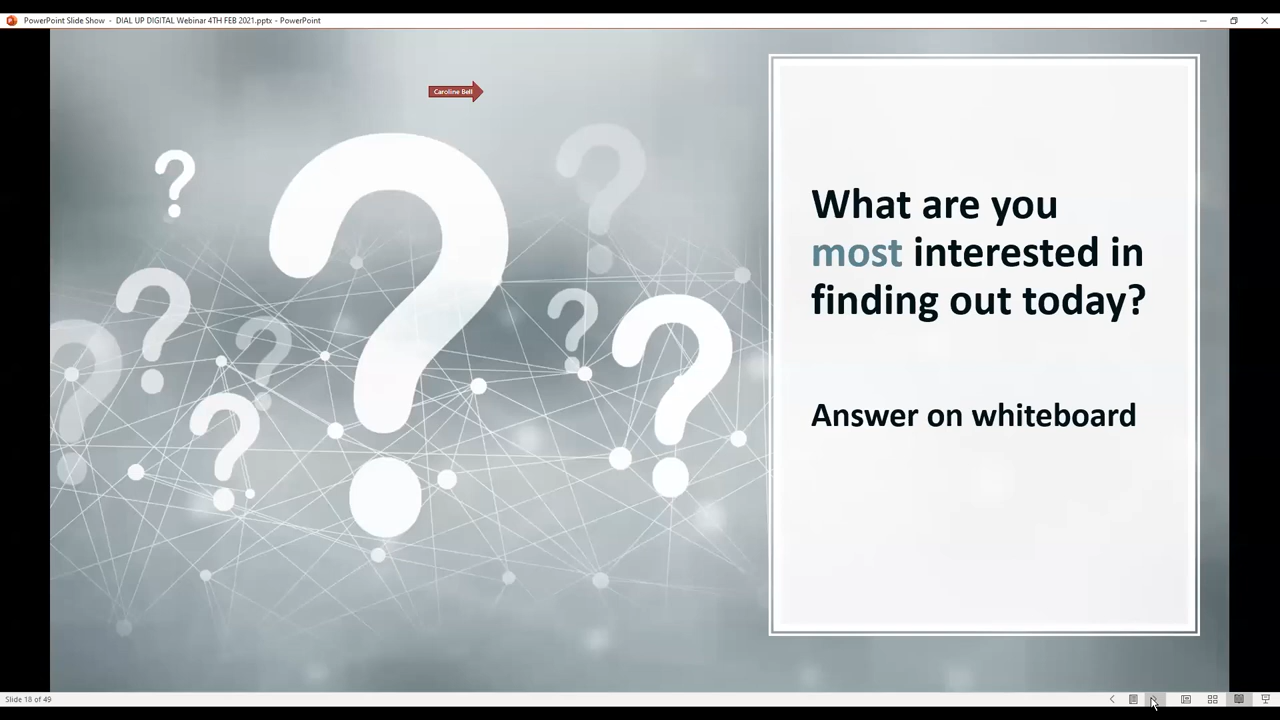 PowerPoint Slide Show - DIAL UP DIGITAL Webinar 4TH FEB 2021.pptx - PowerPoint
Caroline Bell
What are you
most interested in
finding out today?
Answer on whiteboard
Slide 18 of 49